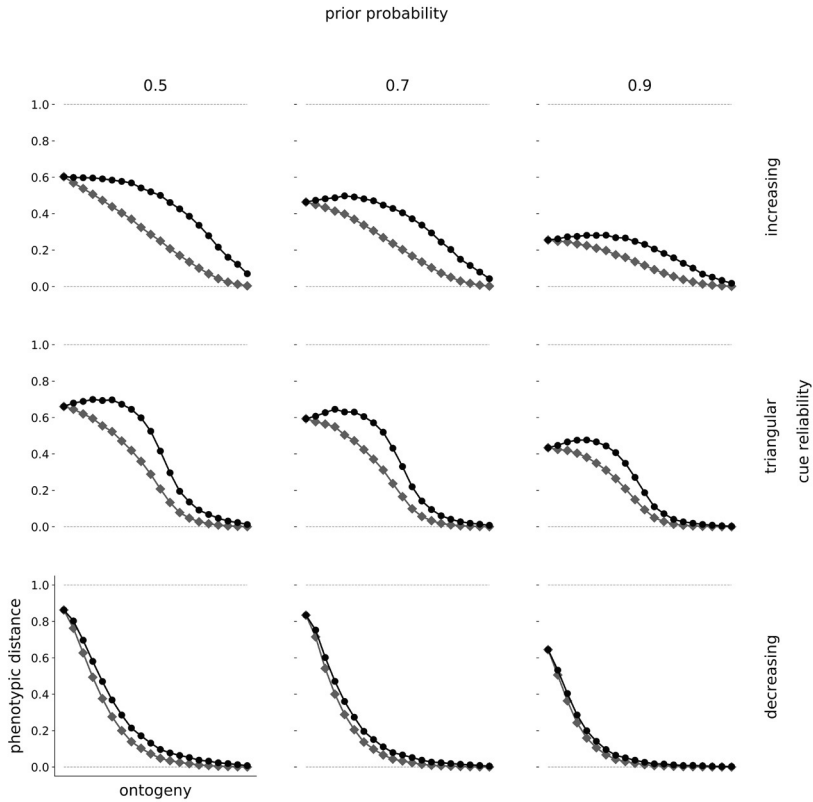 prior probability
0.5 0.7 0.9
1.0
0.8
0.6
0.4
0.2
0.0
increasing
1.0
0.8
0.6
0.4
0.2
0.0
triangular
cue reliability
1.0
0.8
0.6
0.4
0.2
0.0
phenotypic distance
decreasing
ontogeny